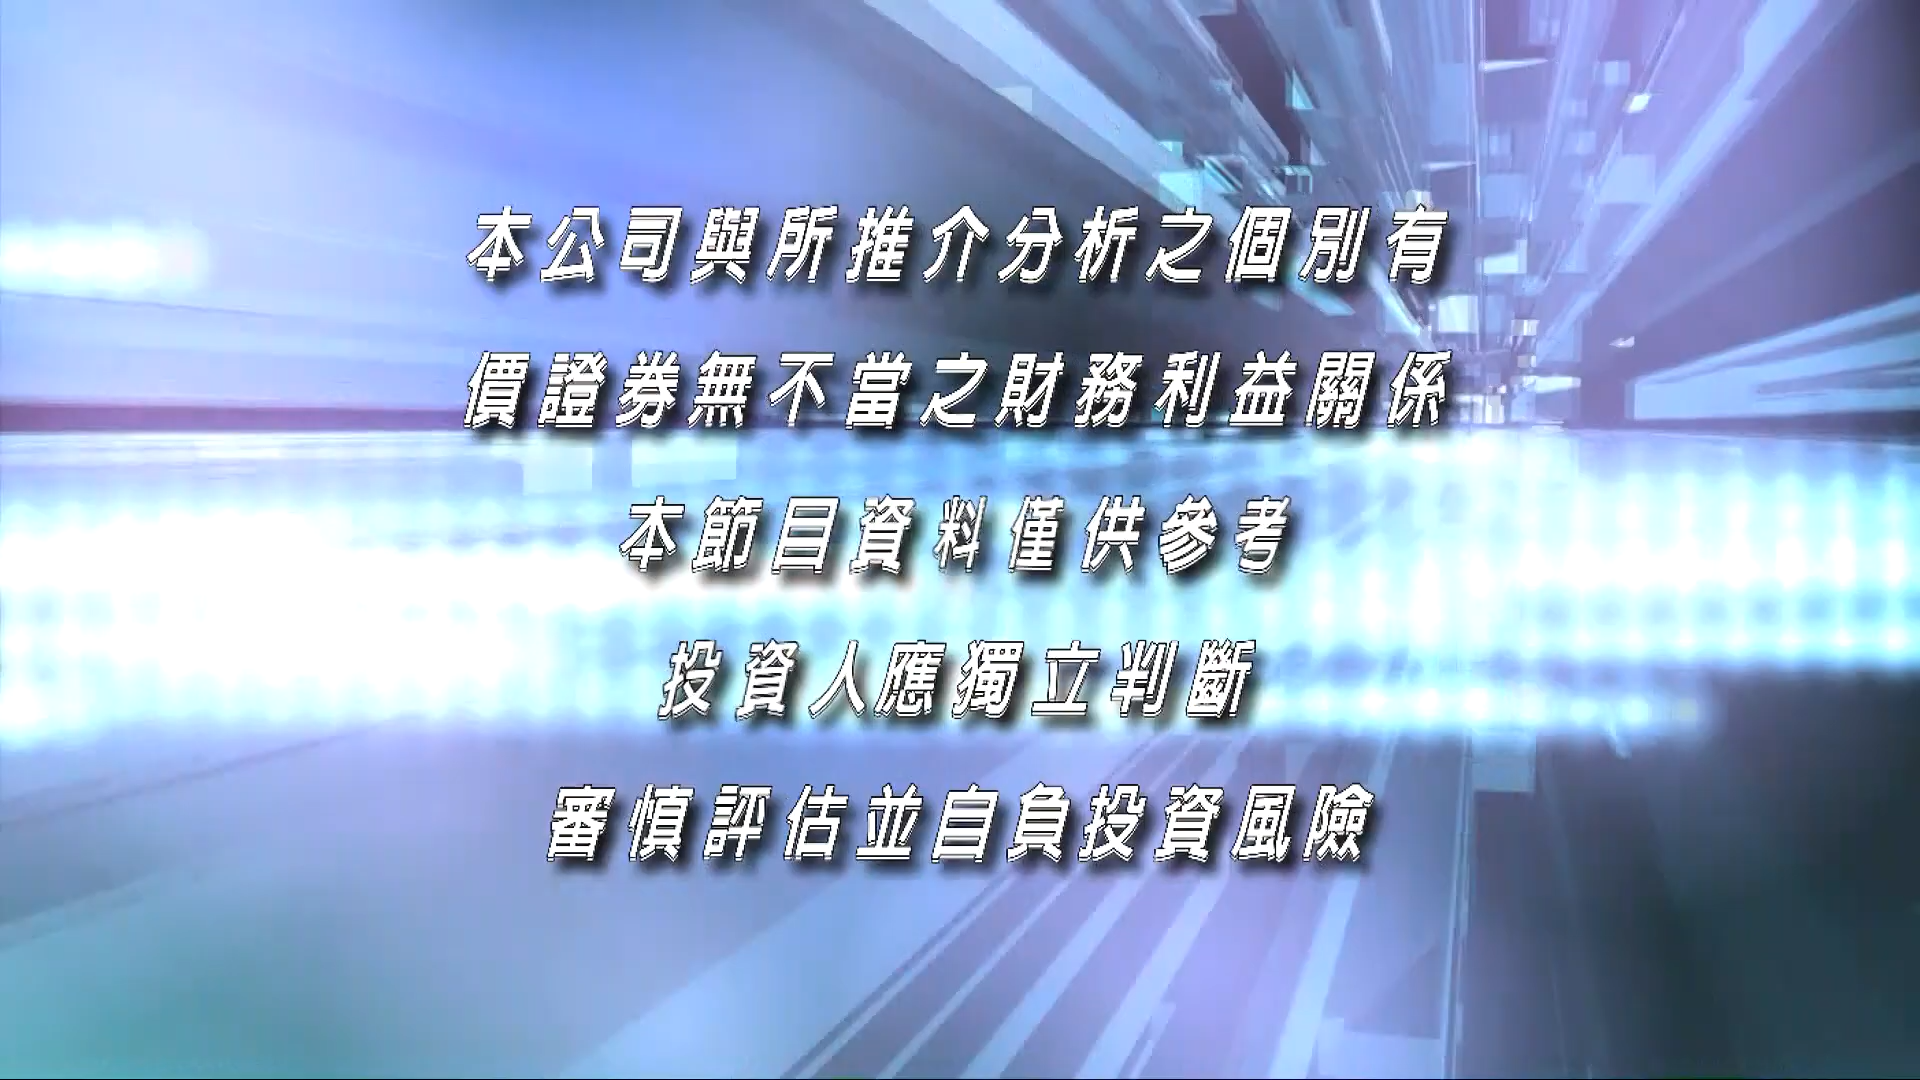 本公司與所推介分析之個別有
價證券無不當之財務利益關係
本節目資料僅供參考
投資人應獨立判斷
審慎評估並自負投資風險